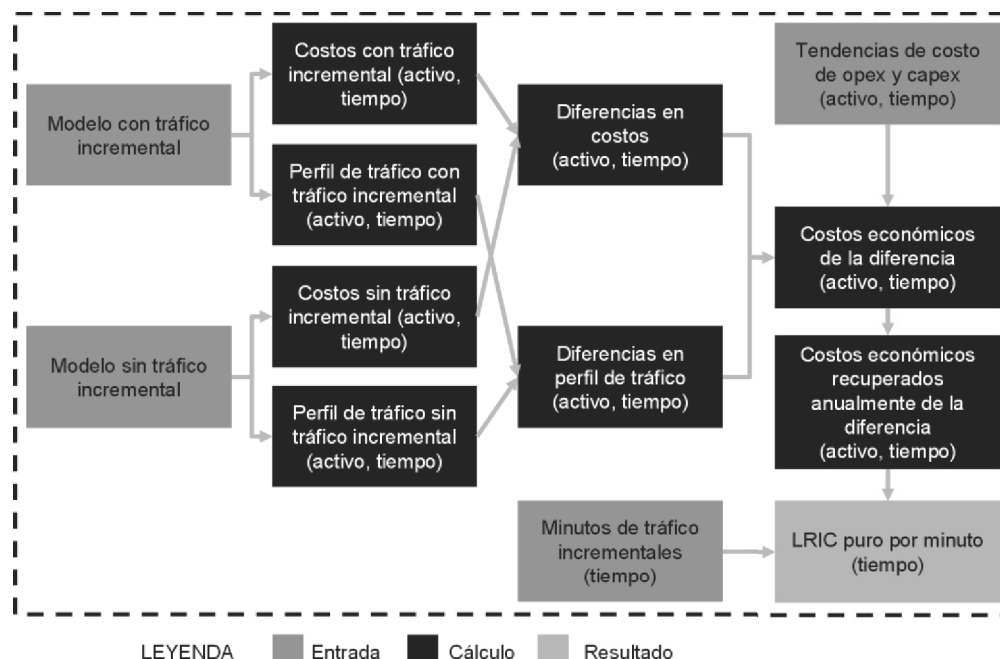 Modelo con tráfico
incremental
Modelo sin tráfico
incremental
Costos con tráfico
incremental (activo,
tiempo)
Perfil de tráfico con
tráfico incremental
(activo, tiempo)
Costos sin tráfico
incremental (activo,
tiempo)
Perfil de tráfico sin
tráfico incremental
(activo, tiempo)
Diferencias en
costos
(activo, tiempo)
Diferencias en
perfil de tráfico
(activo, tiempo)
Minutos de tráfico
incrementales
(tiempo)
Tendencias de costo
de opex y capex
(activo, tiempo)
Costos económicos
de la diferencia
(activo, tiempo)
Costos económicos
recuperados
anualmente de la
diferencia
(activo, tiempo)
LRIC puro por minuto
(tiempo)
LEYENDA
Entrada
Cálculo
Resultado